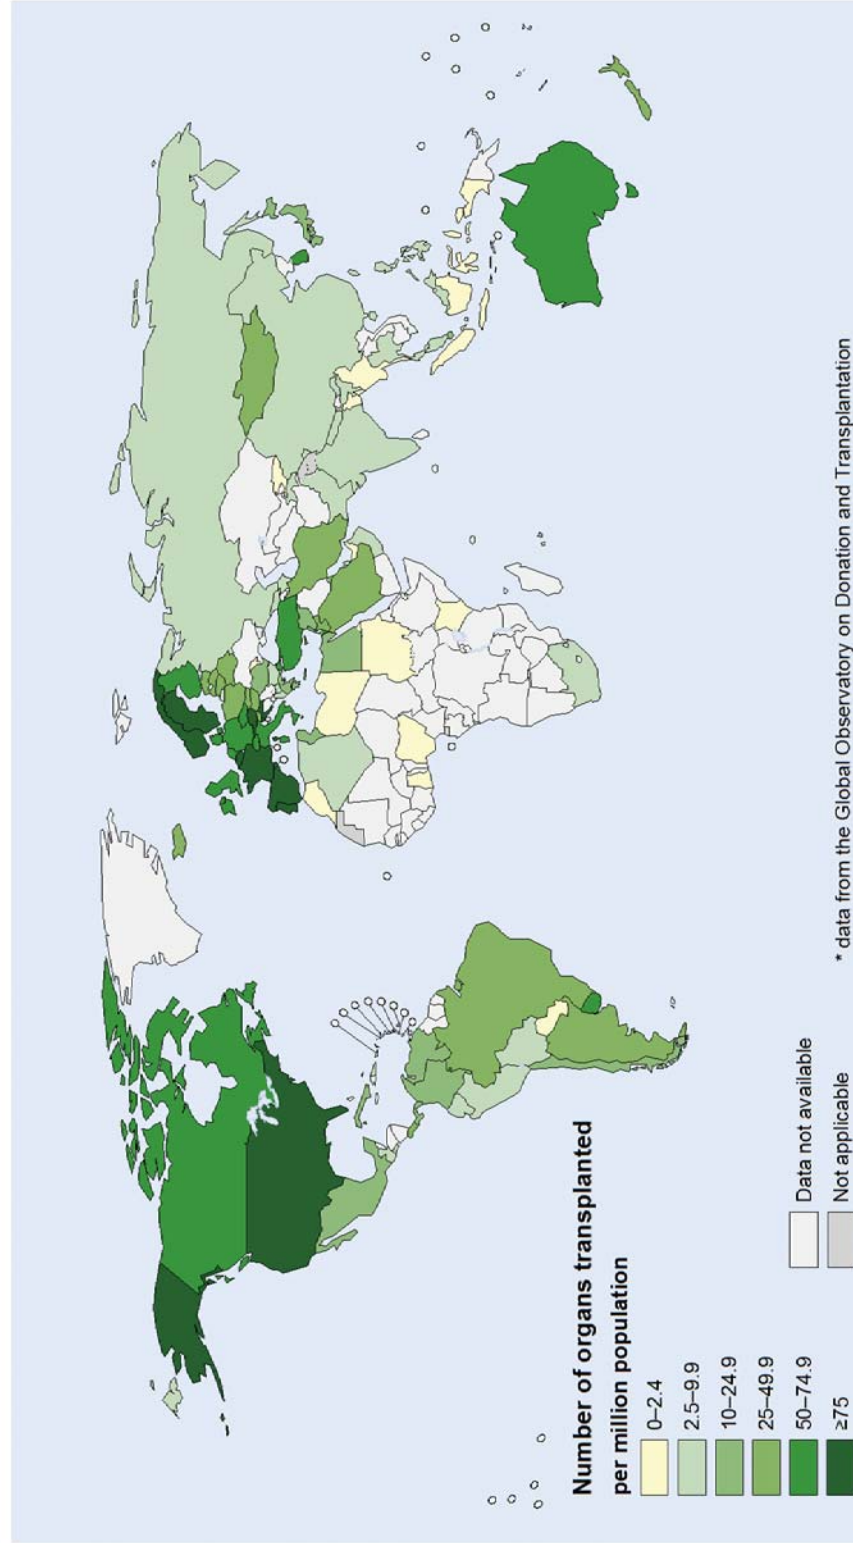 Number of organs transplanted
per million population
0–2.4
2.5–9.9
10–24.9
25–49.9
50–74.9
≥75
Data not available
Not applicable
* data from the Global Observatory on Donation and Transplantation